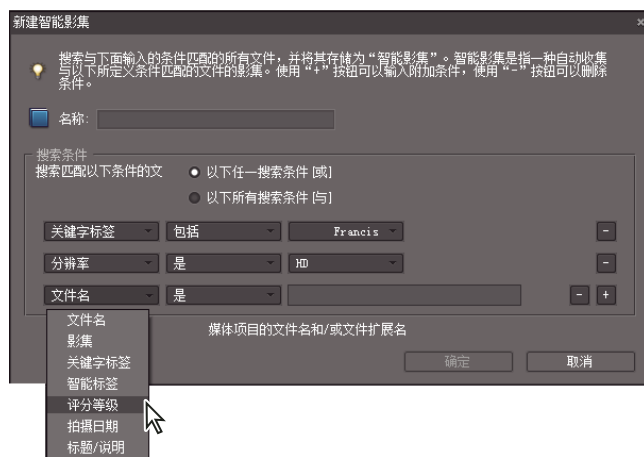 新建智能影集
搜索与下面输入的条件匹配的所有文件，并将其存储为“智能影集”。智能影集是指一种自动收集
与以下所定义条件匹配的文件的影集。使用“+”按钮可以输入附加条件，使用“-”按钮可以删除
条件。
名称:
搜索条件
搜索匹配以下条件的文 以下任一搜索条件 [或]
以下所有搜索条件 [与]
关键字标签 包括 Francis -
分辨率 是 HD -
文件名 是 - +
文件名
影集
关键字标签
智能标签
评分等级
拍摄日期
标题/说明
媒体项目的文件名和/或文件扩展名
确定 取消